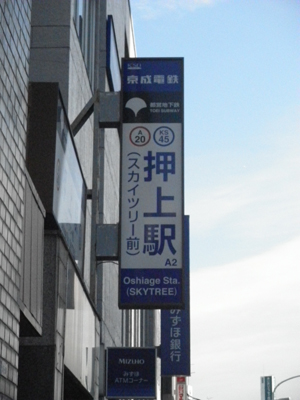 京成電鉄
都営地下鉄
TOEI SUBWAY
A
20
KS
45
押上駅
(スカイツリー前)
A2
Oshiage Sta.
(SKYTREE)
みずほ銀行
MIZUHO
みずほ
ATMコーナー